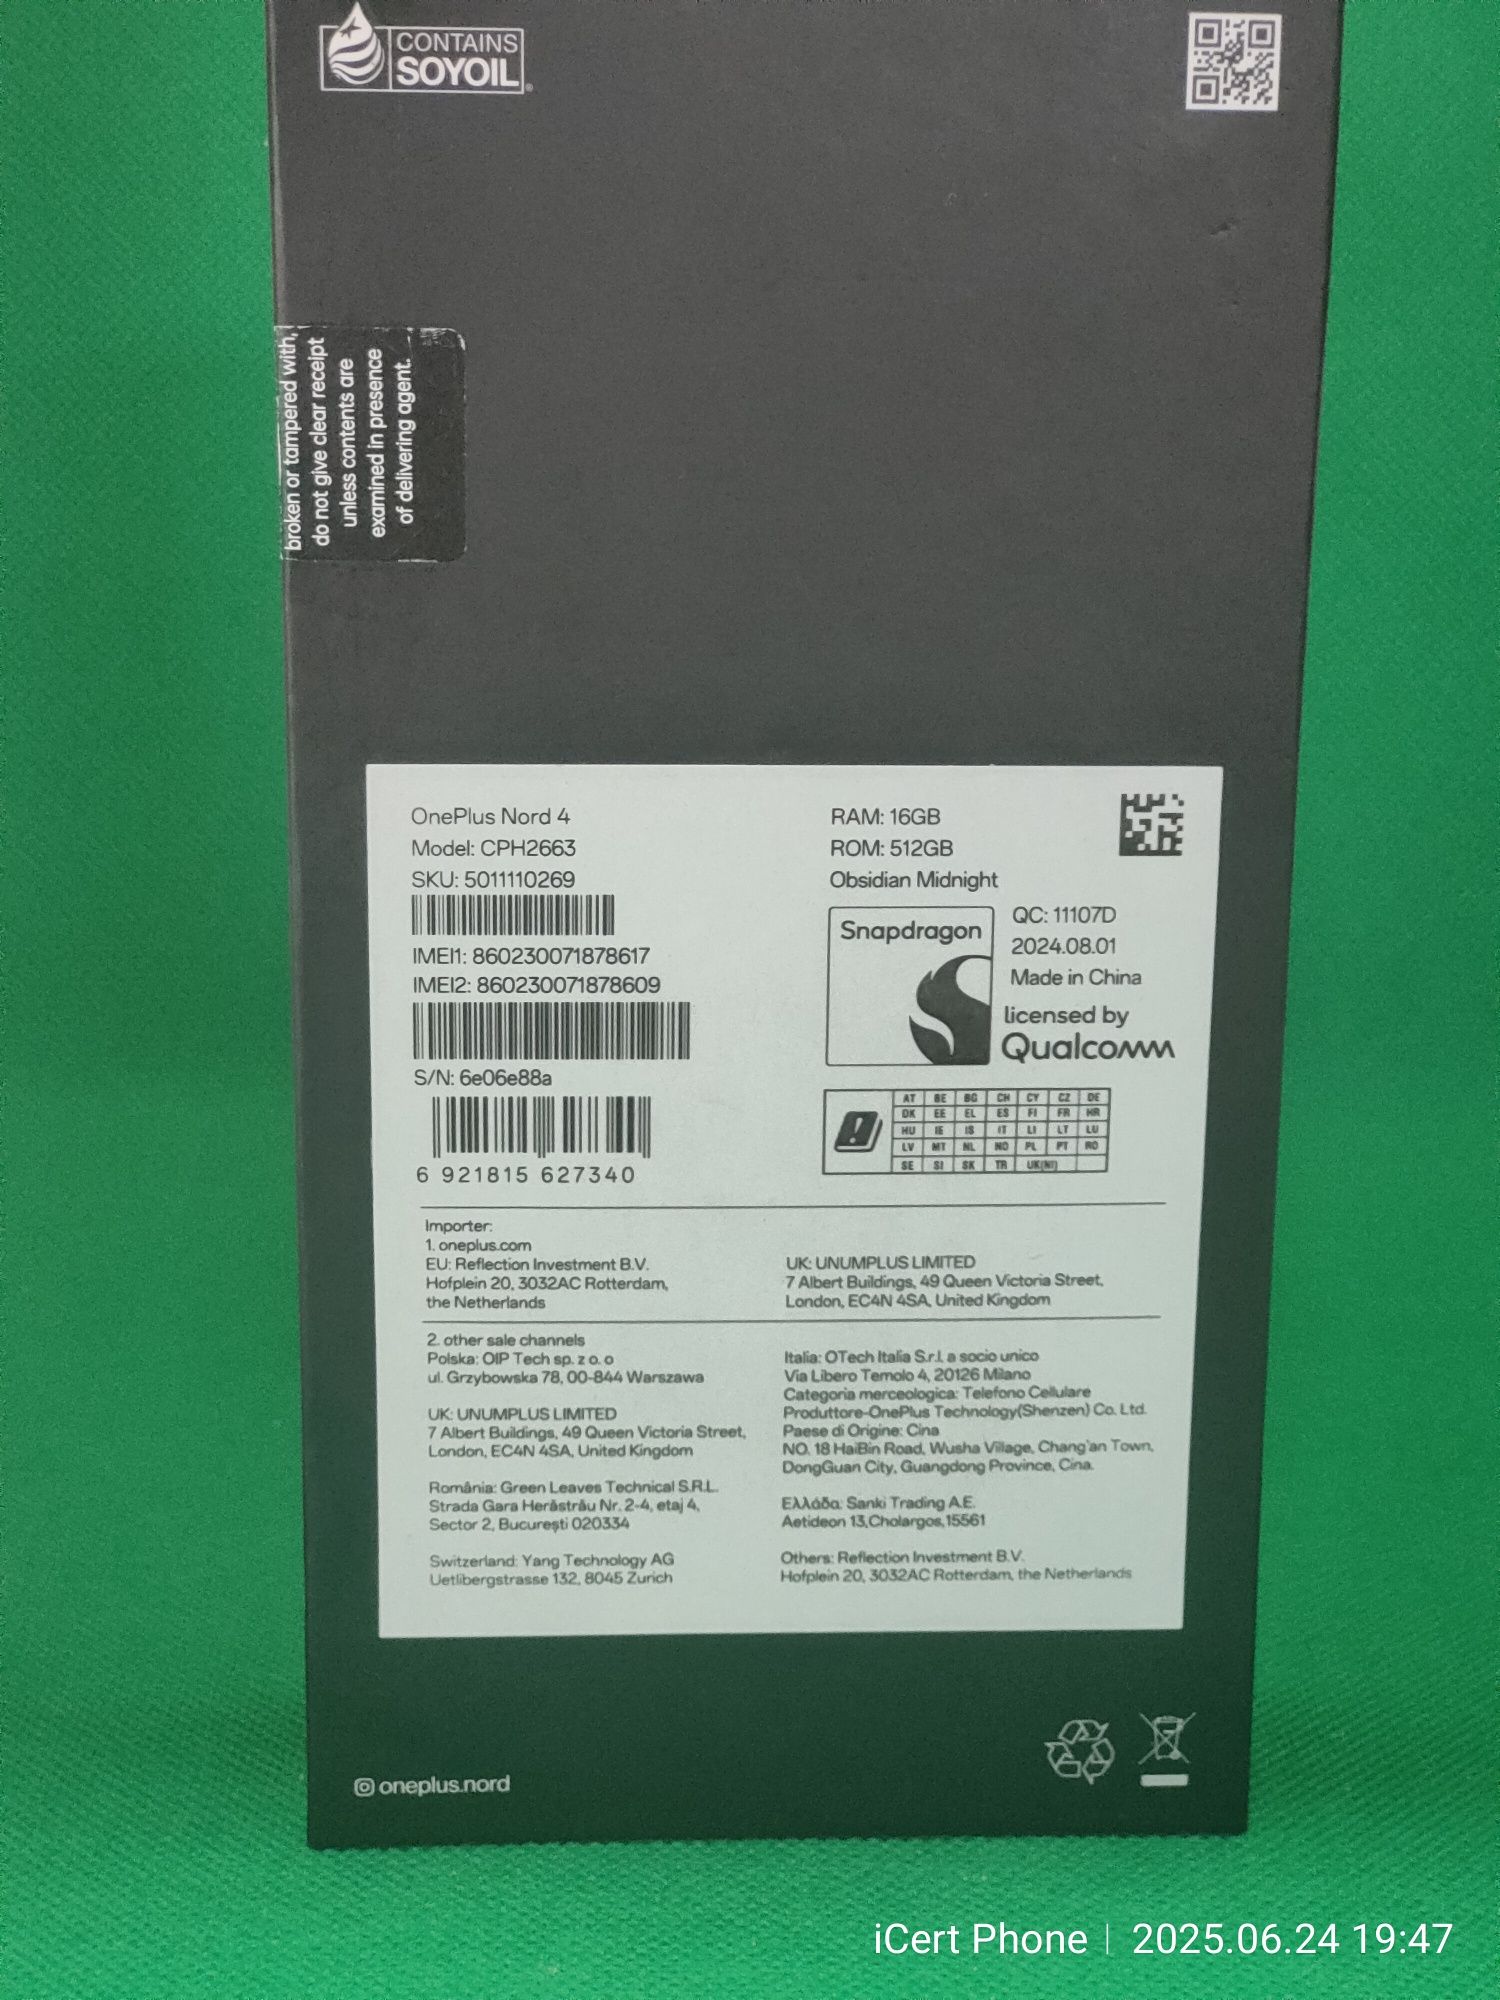 CONTAINS
SOYOIL
broken or tampered with,
do not give clear receipt
unless contents are
examined in presence
of delivering agent.
OnePlus Nord 4
Model: CPH2663
SKU: 5011110269
IMEI1: 860230071878617
IMEI2: 860230071878609
S/N: 6e06e88a
6 921815 627340
RAM: 16GB
ROM: 512GB
Obsidian Midnight
Snapdragon
QC: 11107D
2024.08.01
Made in China
licensed by
Qualcomm
AT BE BG CH CY CZ DE
DK EE EL ES FI FR HR
HU IE IS IT LI LT LU
LV MT NL NO PL PT RO
SE SI SK TR UK(NI)
Importer:
1. oneplus.com
EU: Reflection Investment B.V.
Hofplein 20, 3032AC Rotterdam,
the Netherlands
UK: UNUMPLUS LIMITED
7 Albert Buildings, 49 Queen Victoria Street,
London, EC4N 4SA, United Kingdom
2. other sale channels
Polska: OIP Tech sp. z o. o
ul. Grzybowska 78, 00-844 Warszawa
UK: UNUMPLUS LIMITED
7 Albert Buildings, 49 Queen Victoria Street,
London, EC4N 4SA, United Kingdom
România: Green Leaves Technical S.R.L.
Strada Gara Herăstrău Nr. 2-4, etaj 4,
Sector 2, București 020334
Switzerland: Yang Technology AG
Uetlibergstrasse 132, 8045 Zurich
Italia: OTech Italia S.r.l. a socio unico
Via Libero Temolo 4, 20126 Milano
Categoria merceologica: Telefono Cellulare
Produttore-OnePlus Technology(Shenzen) Co. Ltd.
Paese di Origine: Cina
NO. 18 HaiBin Road, Wusha Village, Chang'an Town,
DongGuan City, Guangdong Province, Cina.
Ελλάδα: Sanki Trading A.E.
Aetideon 13,Cholargos,15561
Others: Reflection Investment B.V.
Hofplein 20, 3032AC Rotterdam, the Netherlands
oneplus.nord
iCert Phone | 2025.06.24 19:47